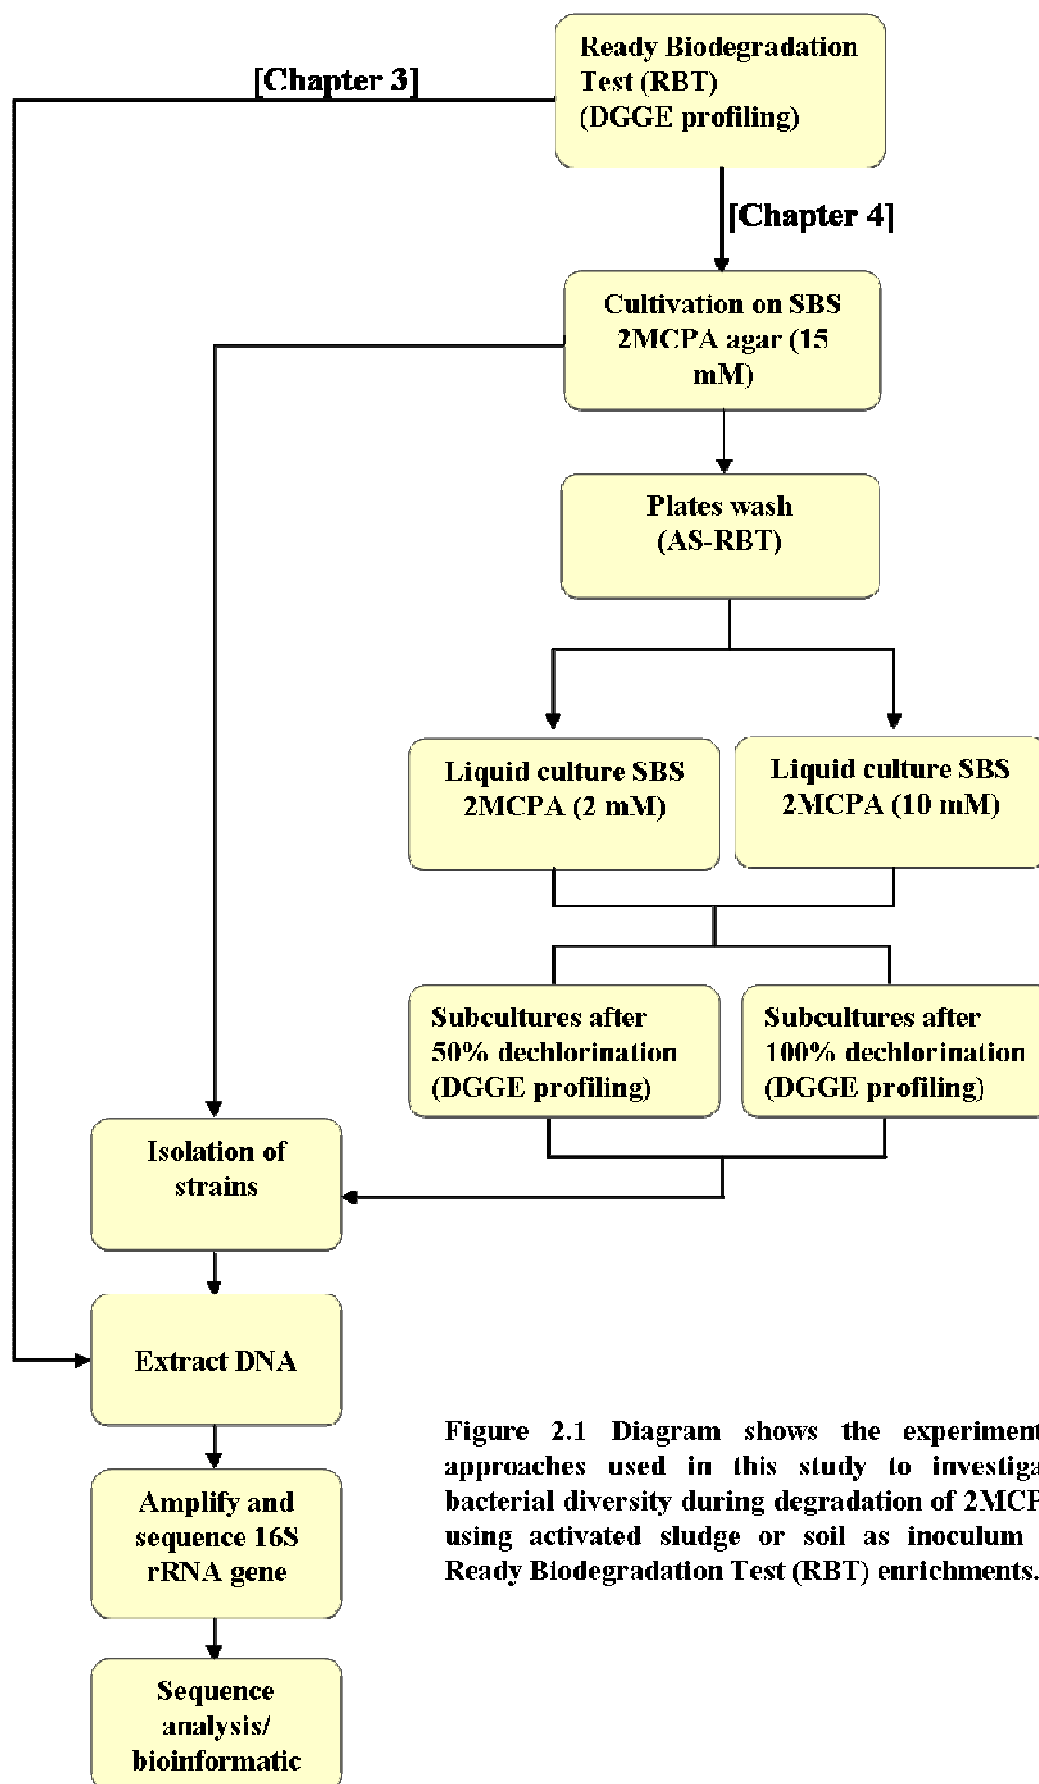 Ready Biodegradation
Test (RBT)
(DGGE profiling)
[Chapter 3]
[Chapter 4]
Cultivation on SBS
2MCPA agar (15
mM)
Plates wash
(AS-RBT)
Liquid culture SBS
2MCPA (2 mM)
Liquid culture SBS
2MCPA (10 mM)
Subcultures after
50% dechlorination
(DGGE profiling)
Subcultures after
100% dechlorination
(DGGE profiling)
Isolation of
strains
Extract DNA
Amplify and
sequence 16S
rRNA gene
Sequence
analysis/
bioinformatic
Figure 2.1 Diagram shows the experiment
approaches used in this study to investiga
bacterial diversity during degradation of 2MCP
using activated sludge or soil as inoculum
Ready Biodegradation Test (RBT) enrichments.